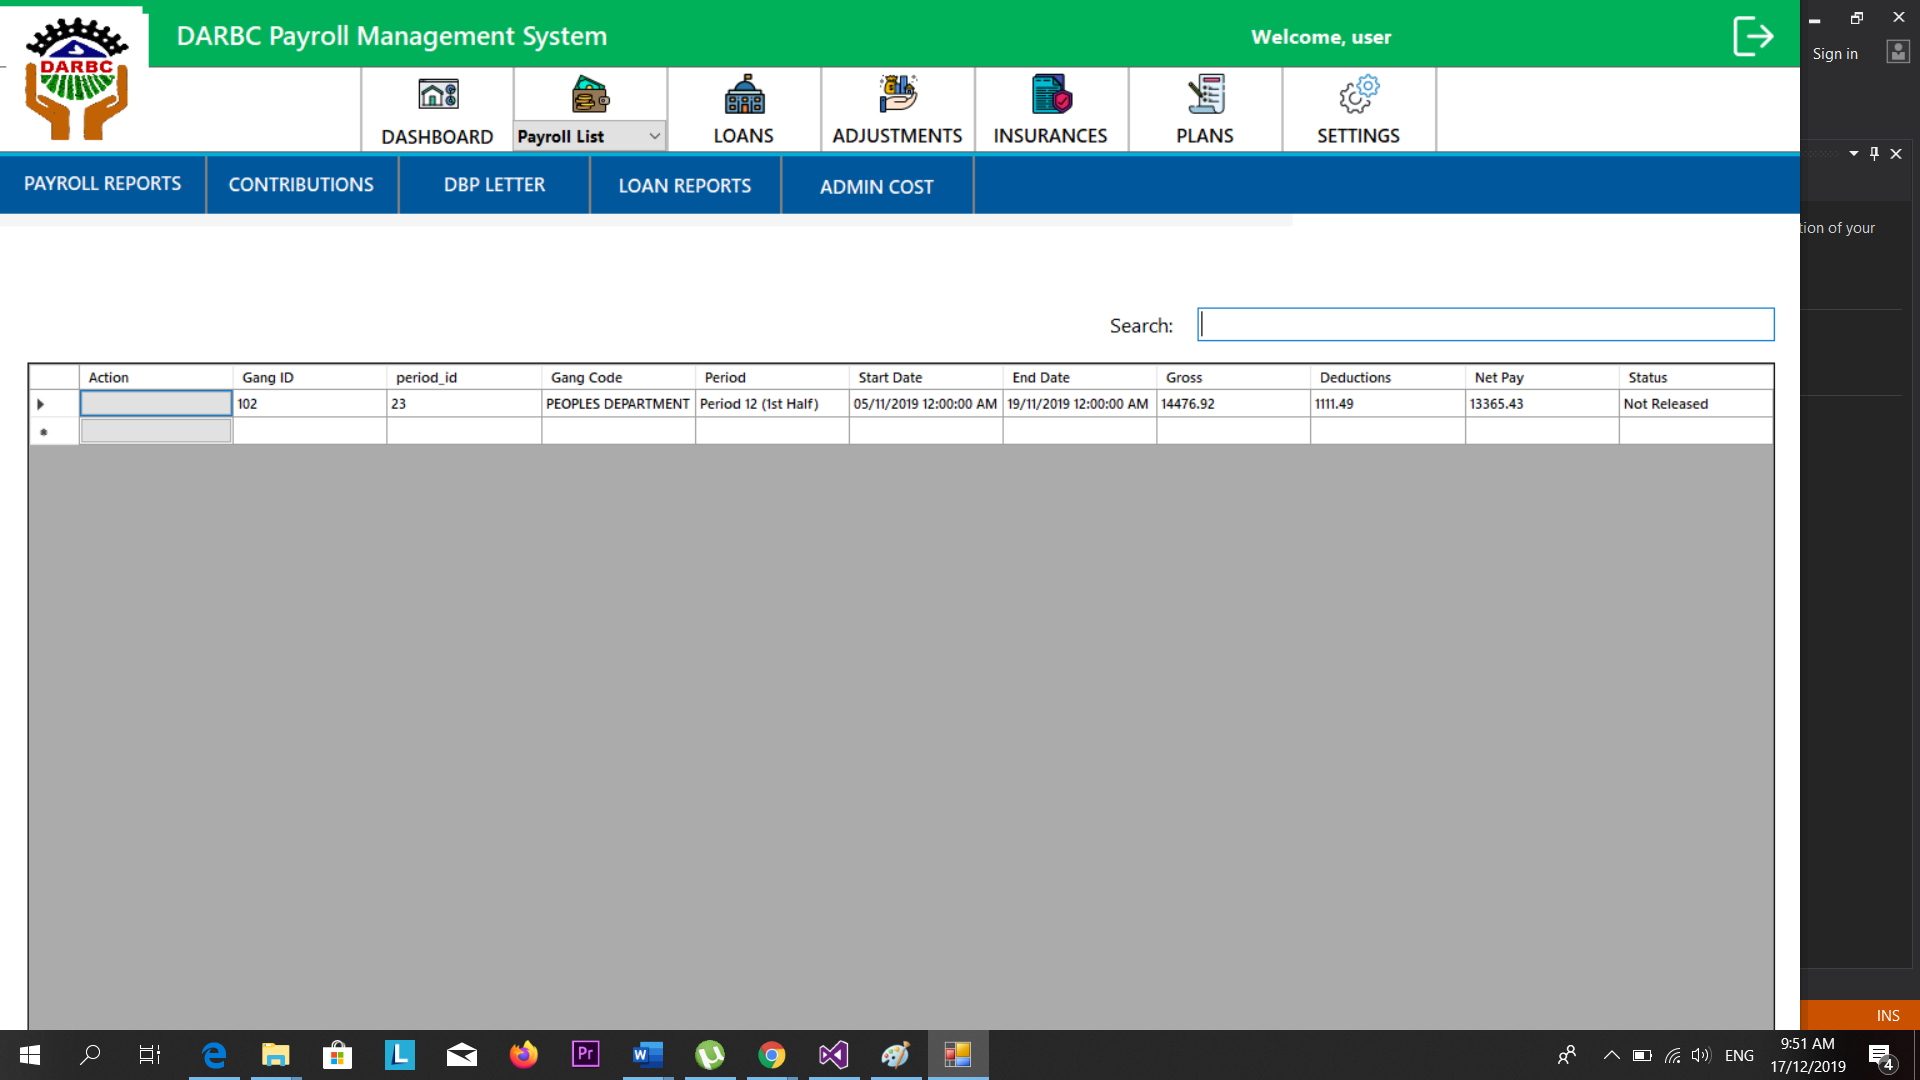 DARBC Payroll Management System
Welcome, user
Sign in
DARBC
DASHBOARD
Payroll List
LOANS
ADJUSTMENTS
INSURANCES
PLANS
SETTINGS
PAYROLL REPORTS
CONTRIBUTIONS
DBP LETTER
LOAN REPORTS
ADMIN COST
tion of your
Search:
Action Gang ID period_id Gang Code Period Start Date End Date Gross Deductions Net Pay Status
102 23 PEOPLES DEPARTMENT Period 12 (1st Half) 05/11/2019 12:00:00 AM 19/11/2019 12:00:00 AM 14476.92 1111.49 13365.43 Not Released
INS
L
Pr
W
ENG
9:51 AM
17/12/2019
4